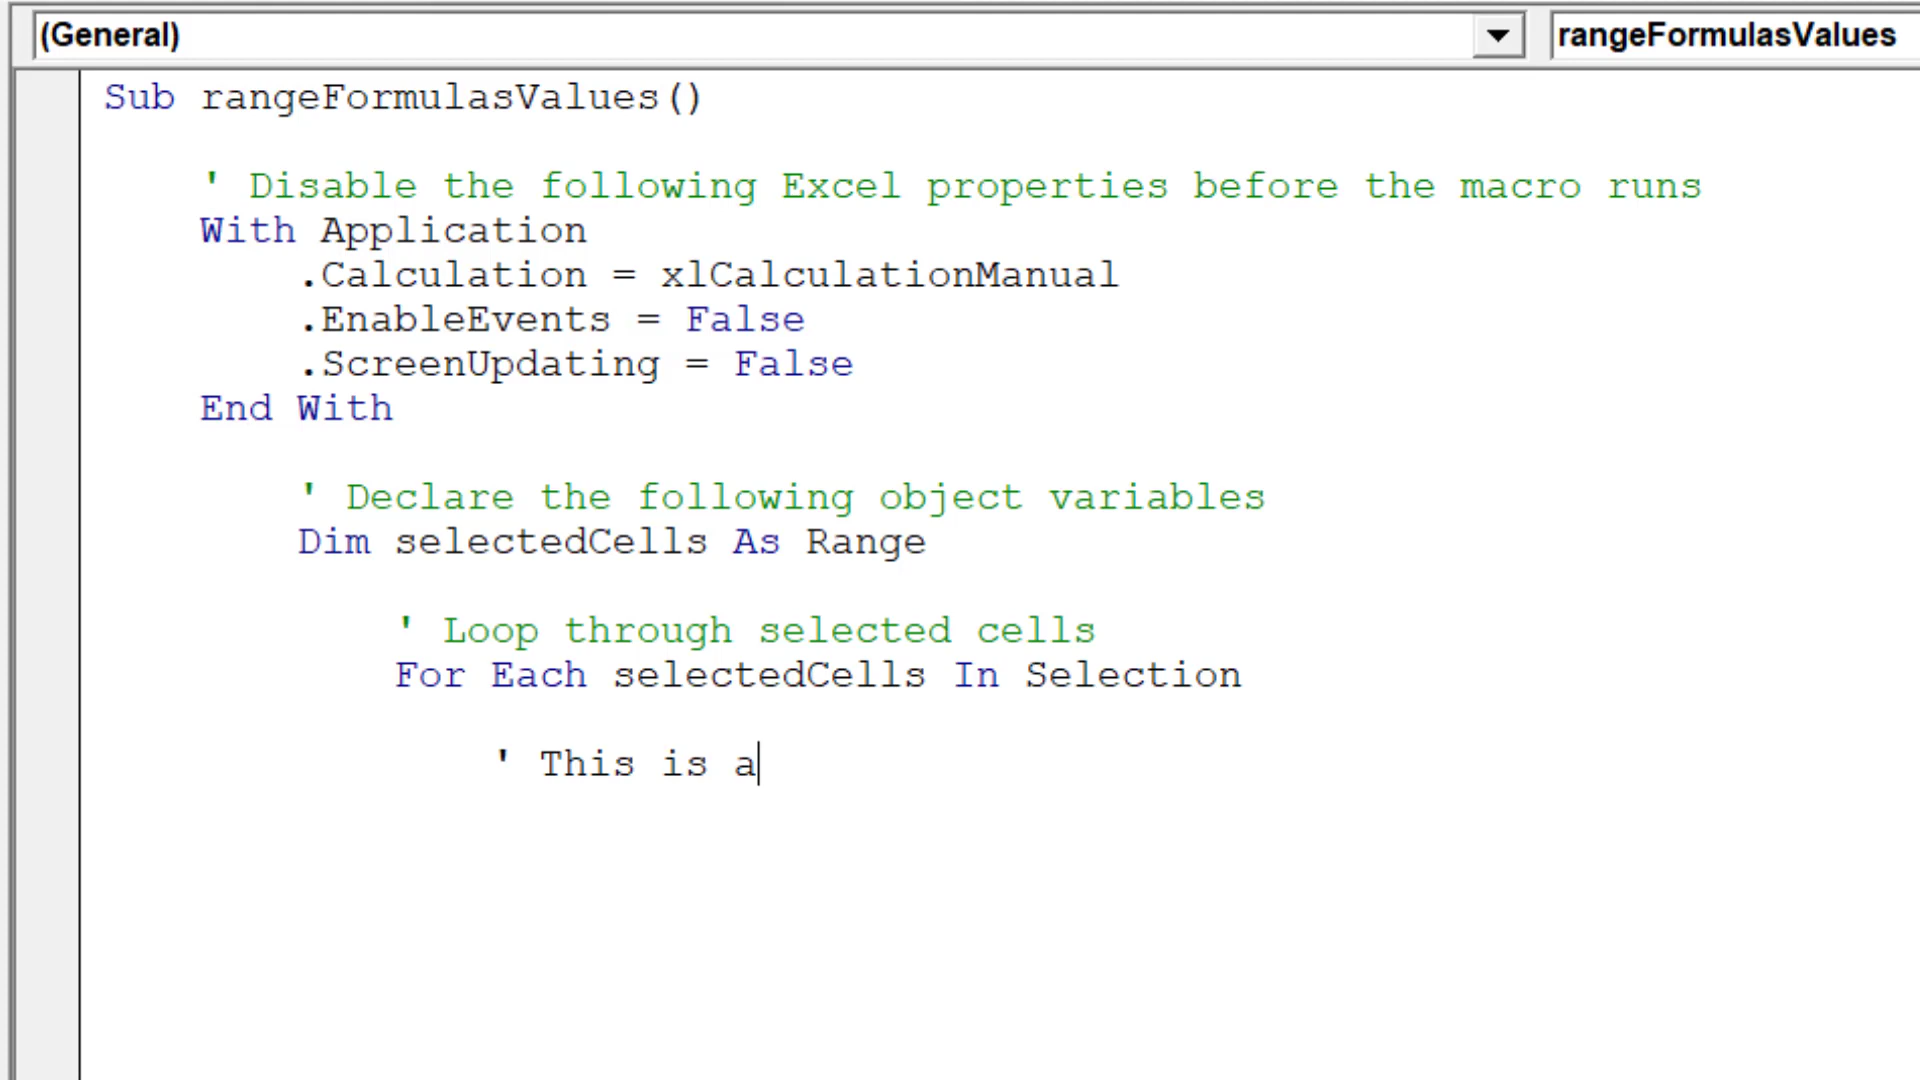 (General)
rangeFormulasValues
Sub rangeFormulasValues()
' Disable the following Excel properties before the macro runs
With Application
.Calculation = xlCalculationManual
.EnableEvents = False
.ScreenUpdating = False
End With
' Declare the following object variables
Dim selectedCells As Range
' Loop through selected cells
For Each selectedCells In Selection
' This is a